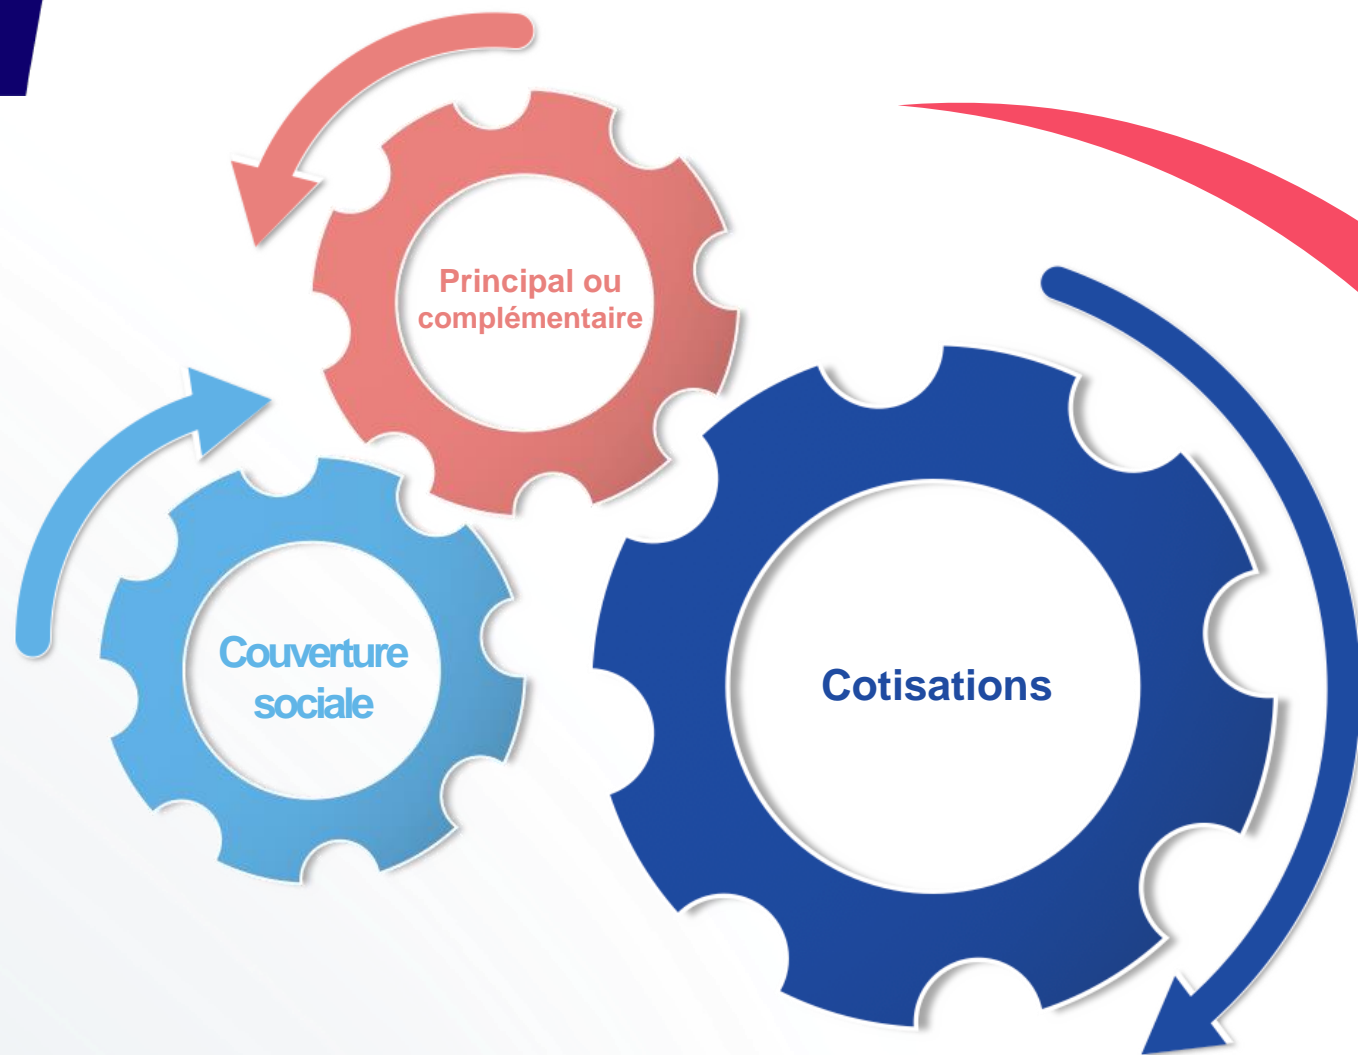 Principal ou
complémentaire
Couverture
sociale
Cotisations